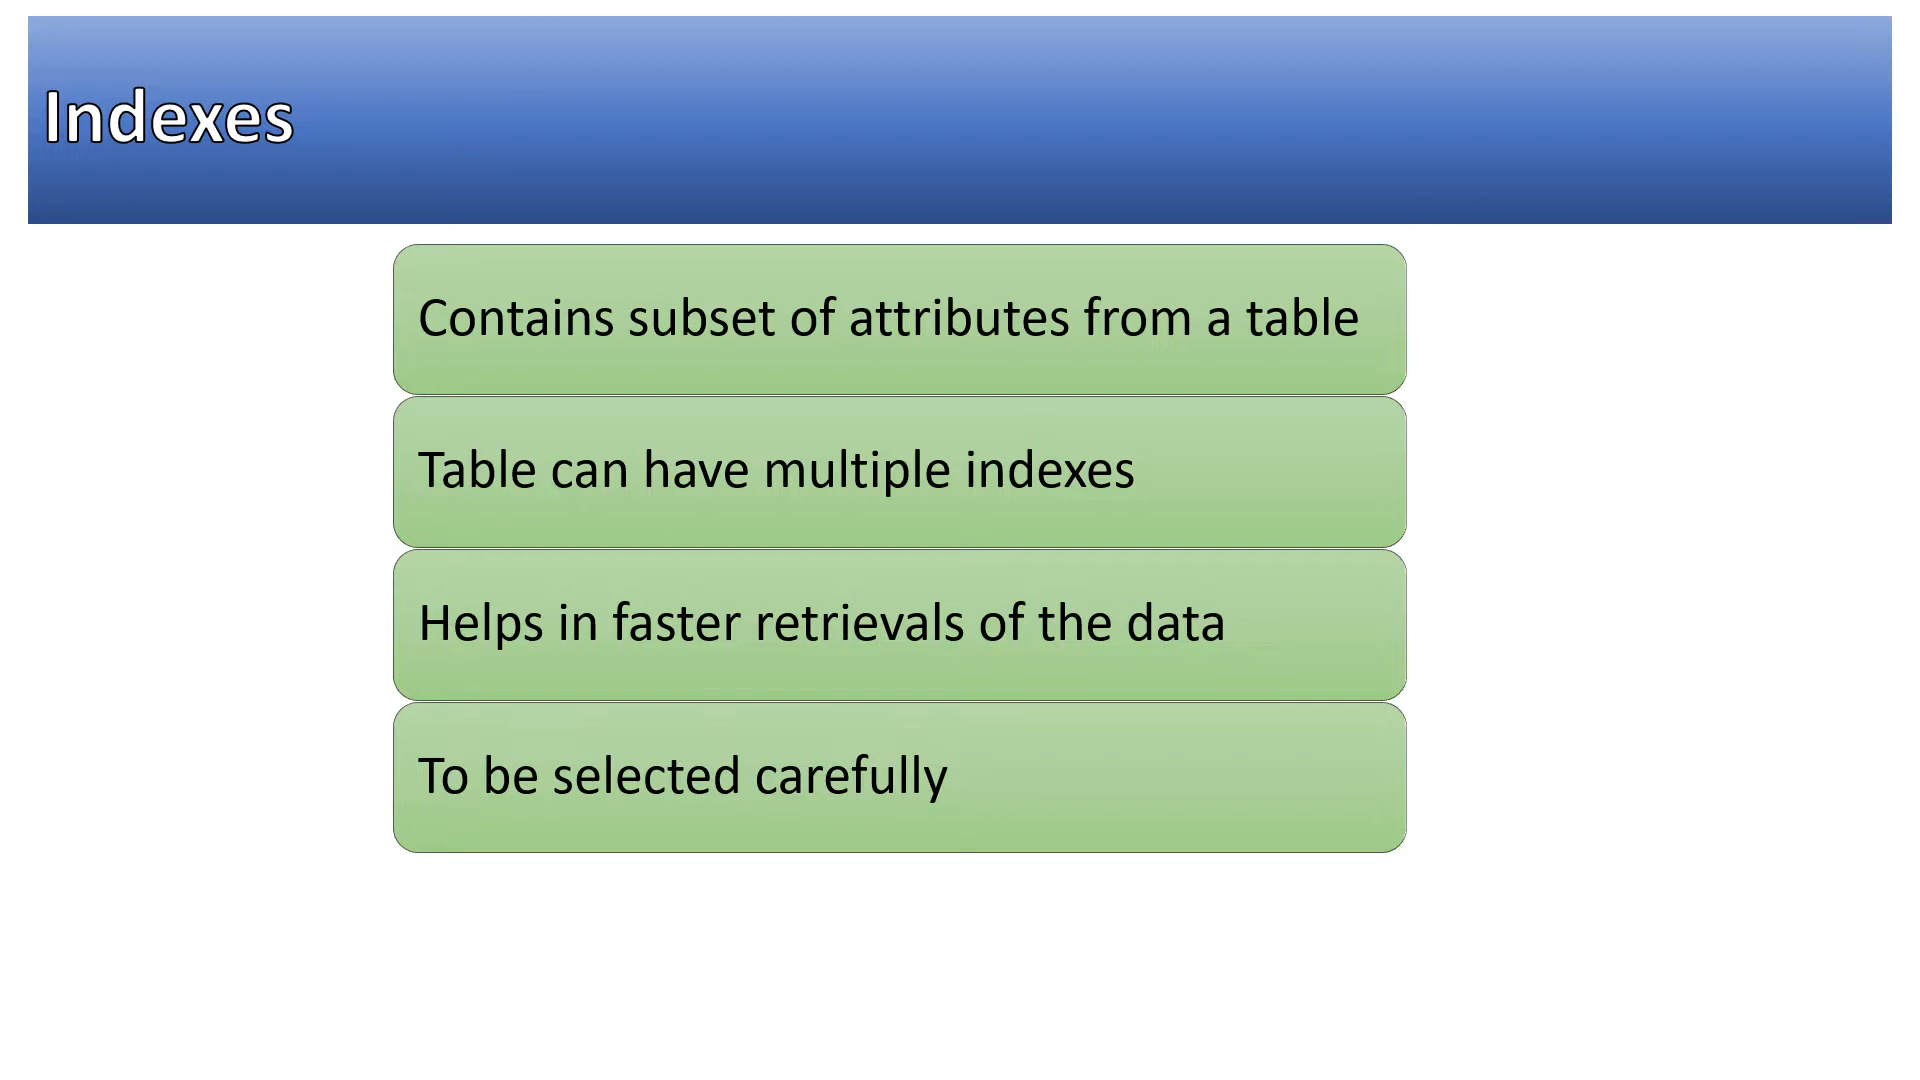 Indexes
Contains subset of attributes from a table
Table can have multiple indexes
Helps in faster retrievals of the data
To be selected carefully